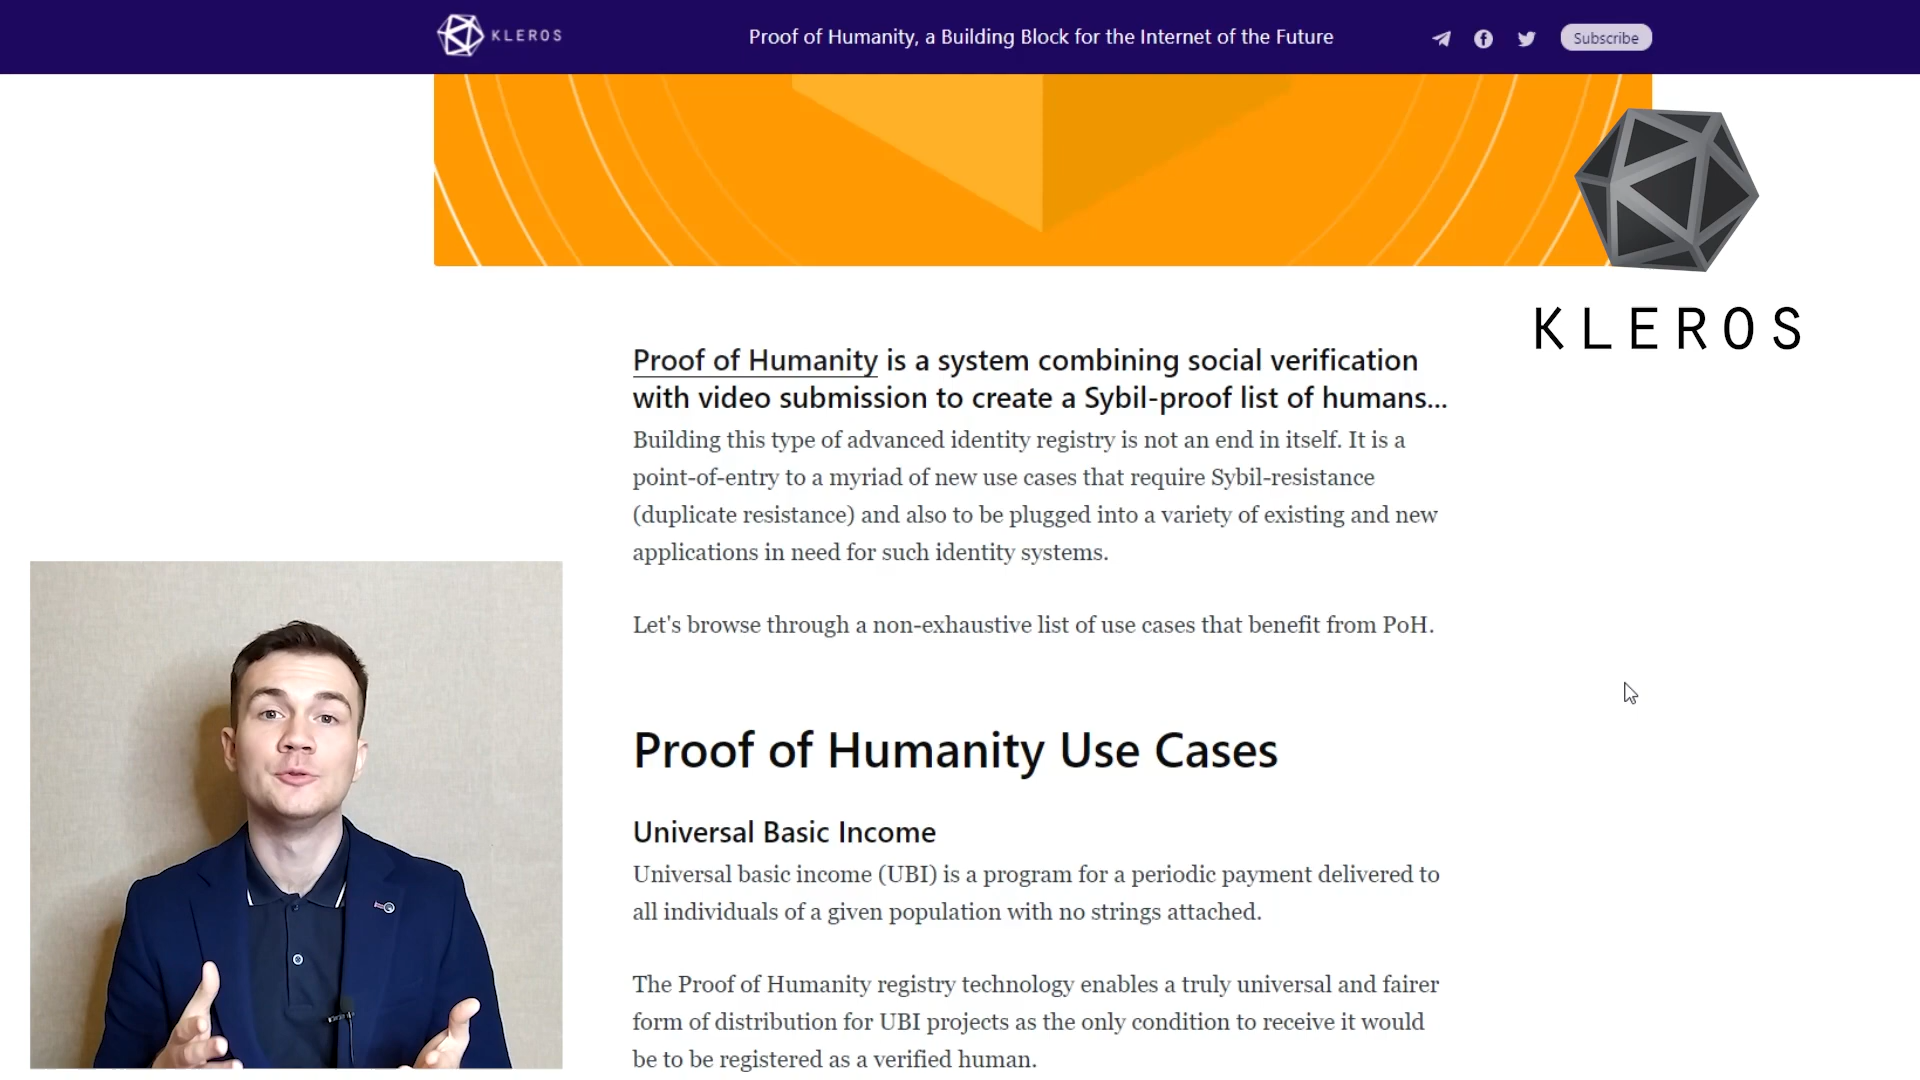 KLEROS
Proof of Humanity, a Building Block for the Internet of the Future
Subscribe
KLEROS
Proof of Humanity is a system combining social verification
with video submission to create a Sybil-proof list of humans...
Building this type of advanced identity registry is not an end in itself. It is a
point-of-entry to a myriad of new use cases that require Sybil-resistance
(duplicate resistance) and also to be plugged into a variety of existing and new
applications in need for such identity systems.
Let's browse through a non-exhaustive list of use cases that benefit from PoH.
Proof of Humanity Use Cases
Universal Basic Income
Universal basic income (UBI) is a program for a periodic payment delivered to
all individuals of a given population with no strings attached.
The Proof of Humanity registry technology enables a truly universal and fairer
form of distribution for UBI projects as the only condition to receive it would
be to be registered as a verified human.